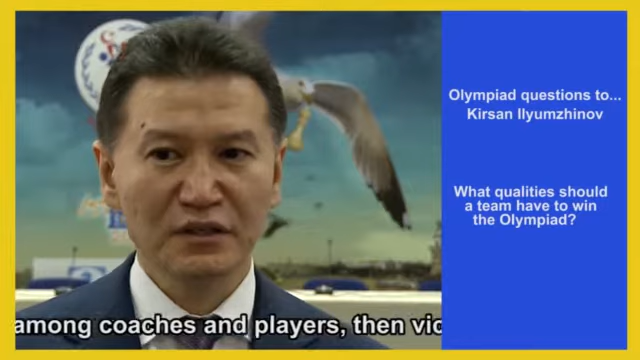 Olympiad questions to...
Kirsan Ilyumzhinov
What qualities should
a team have to win
the Olympiad?
among coaches and players, then vic